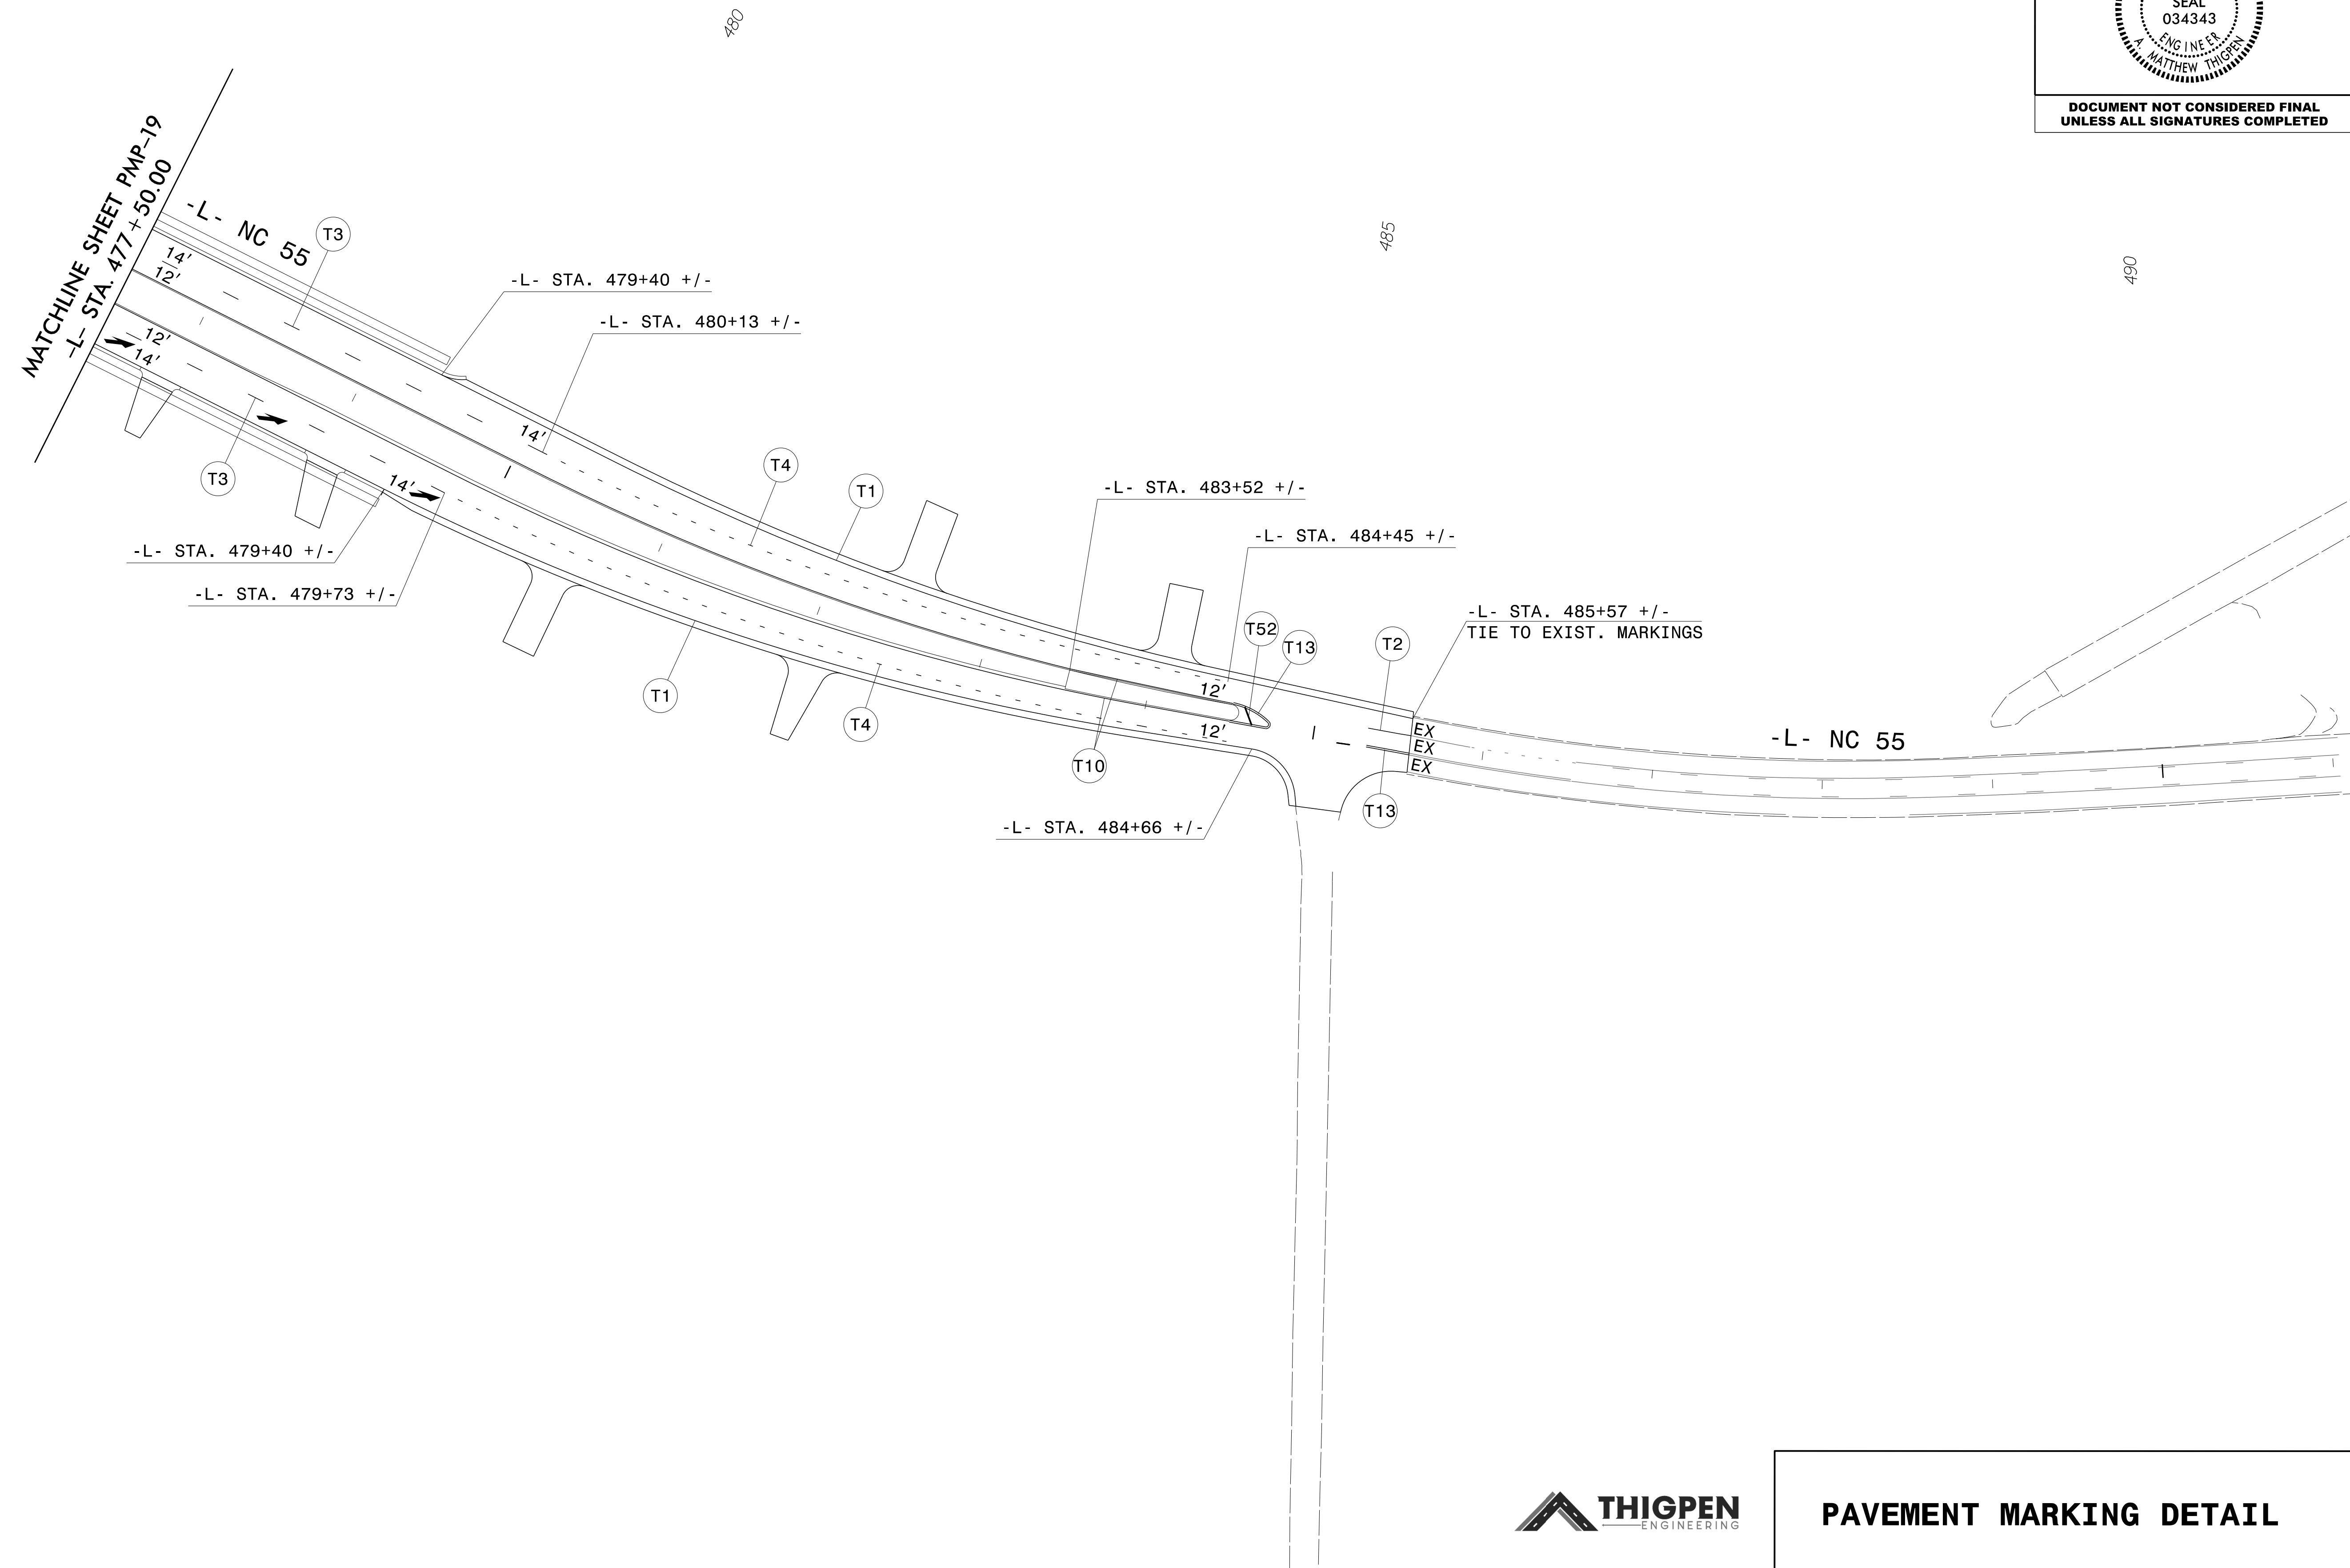 480
SEAL
034343
ENGINEER
A. MATTHEW THIGPEN
DOCUMENT NOT CONSIDERED FINAL
UNLESS ALL SIGNATURES COMPLETED
MATCHLINE SHEET PMP-19
-L- STA. 477+50.00
-L- NC 55
T3
14'
12'
12'
14'
T3
-L- STA. 479+40 +/-
-L- STA. 480+13 +/-
14'
14'
-L- STA. 479+40 +/-
-L- STA. 479+73 +/-
T4
T1
T1
T4
485
490
-L- STA. 483+52 +/-
-L- STA. 484+45 +/-
T52
T13
-L- STA. 485+57 +/-
TIE TO EXIST. MARKINGS
T2
12'
12'
EX
EX
EX
T10
T13
-L- STA. 484+66 +/-
-L- NC 55
THIGPEN
ENGINEERING
PAVEMENT MARKING DETAIL